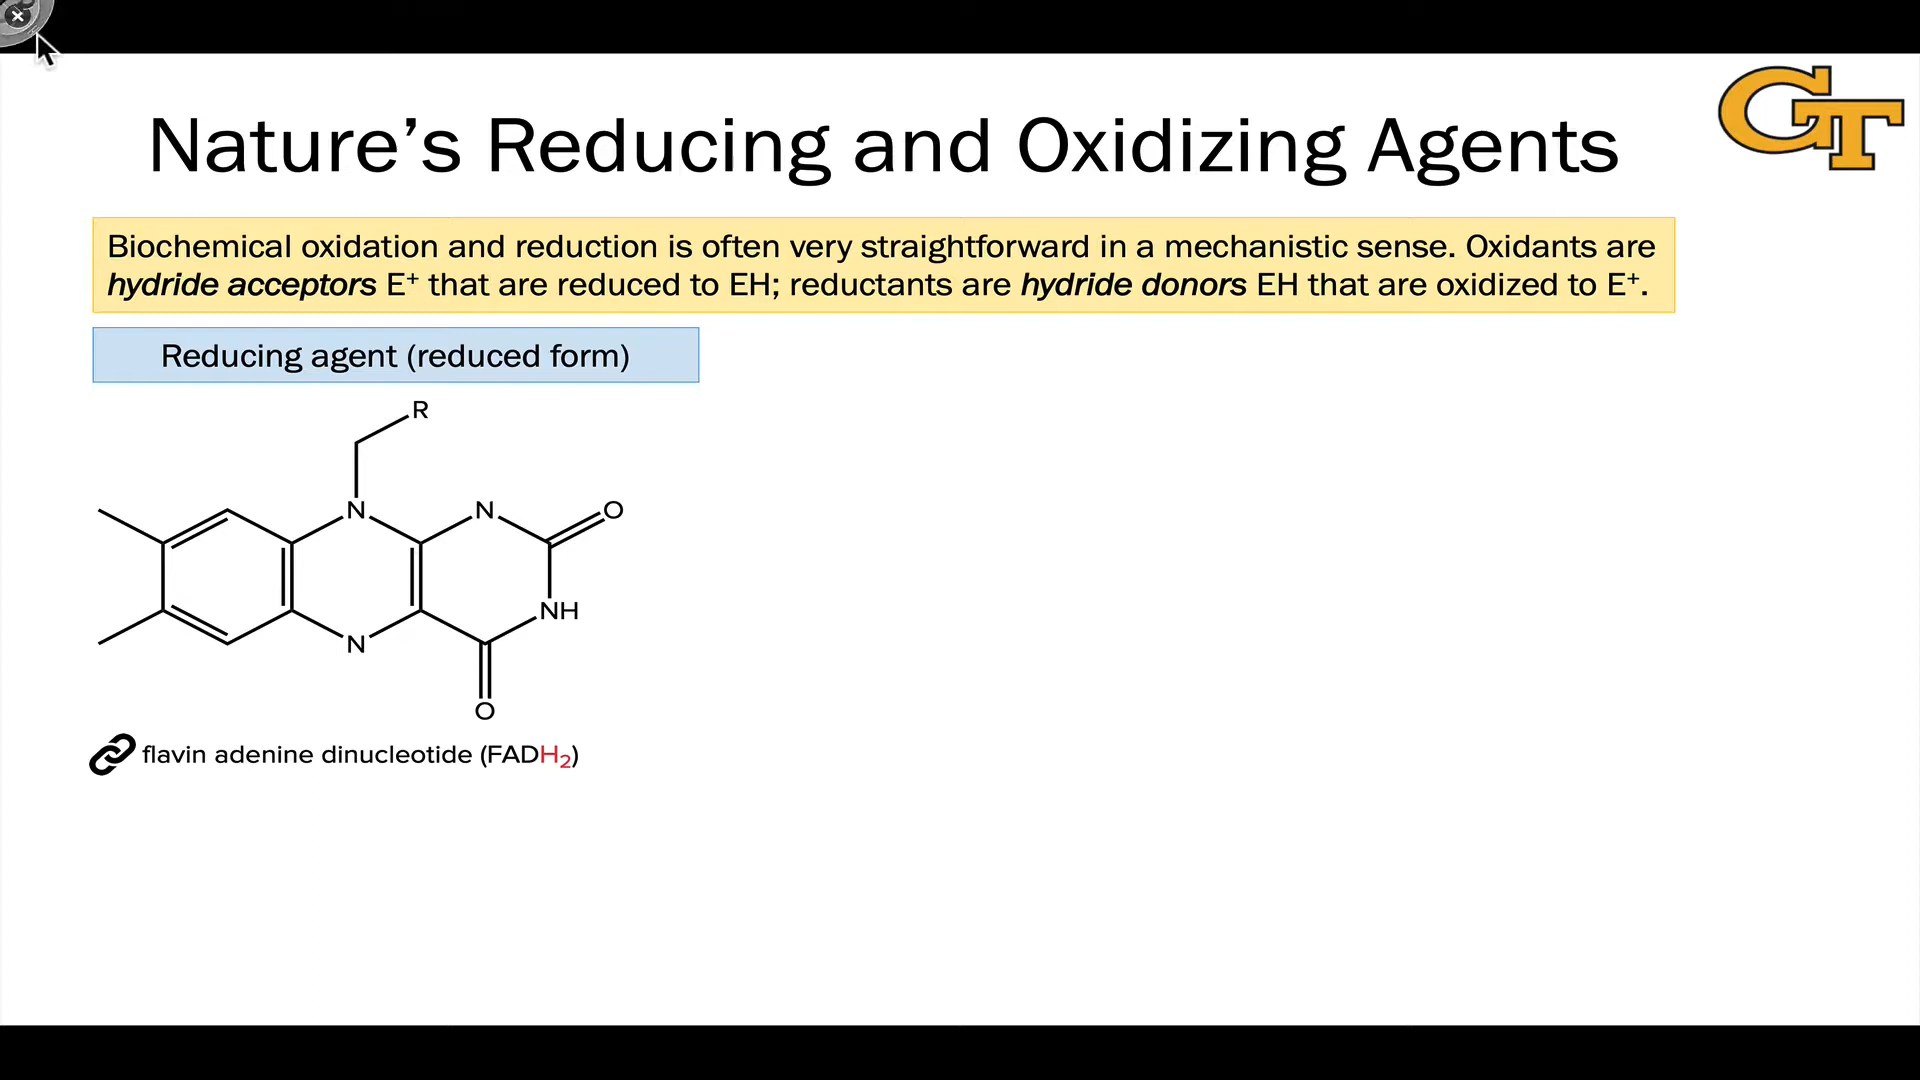 GT
Nature’s Reducing and Oxidizing Agents
Biochemical oxidation and reduction is often very straightforward in a mechanistic sense. Oxidants are
hydride acceptors E⁺ that are reduced to EH; reductants are hydride donors EH that are oxidized to E⁺.
Reducing agent (reduced form)
R
N N O
NH
N
O
flavin adenine dinucleotide (FADH₂)